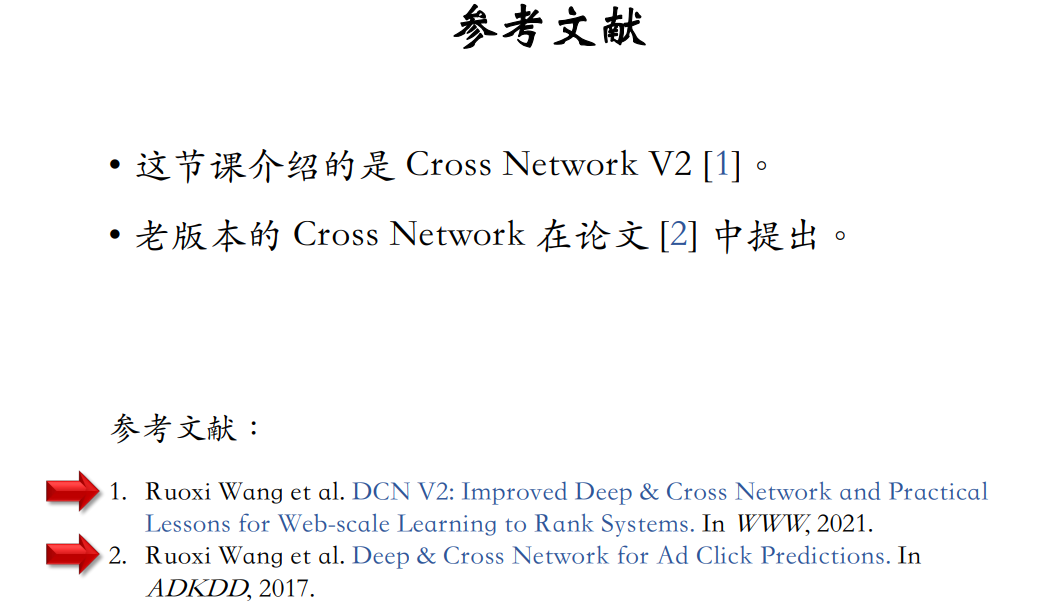 参考文献
• 这节课介绍的是 Cross Network V2 [1]。
• 老版本的 Cross Network 在论文 [2] 中提出。
参考文献：
1. Ruoxi Wang et al. DCN V2: Improved Deep & Cross Network and Practical
Lessons for Web-scale Learning to Rank Systems. In WWW, 2021.
2. Ruoxi Wang et al. Deep & Cross Network for Ad Click Predictions. In
ADKDD, 2017.